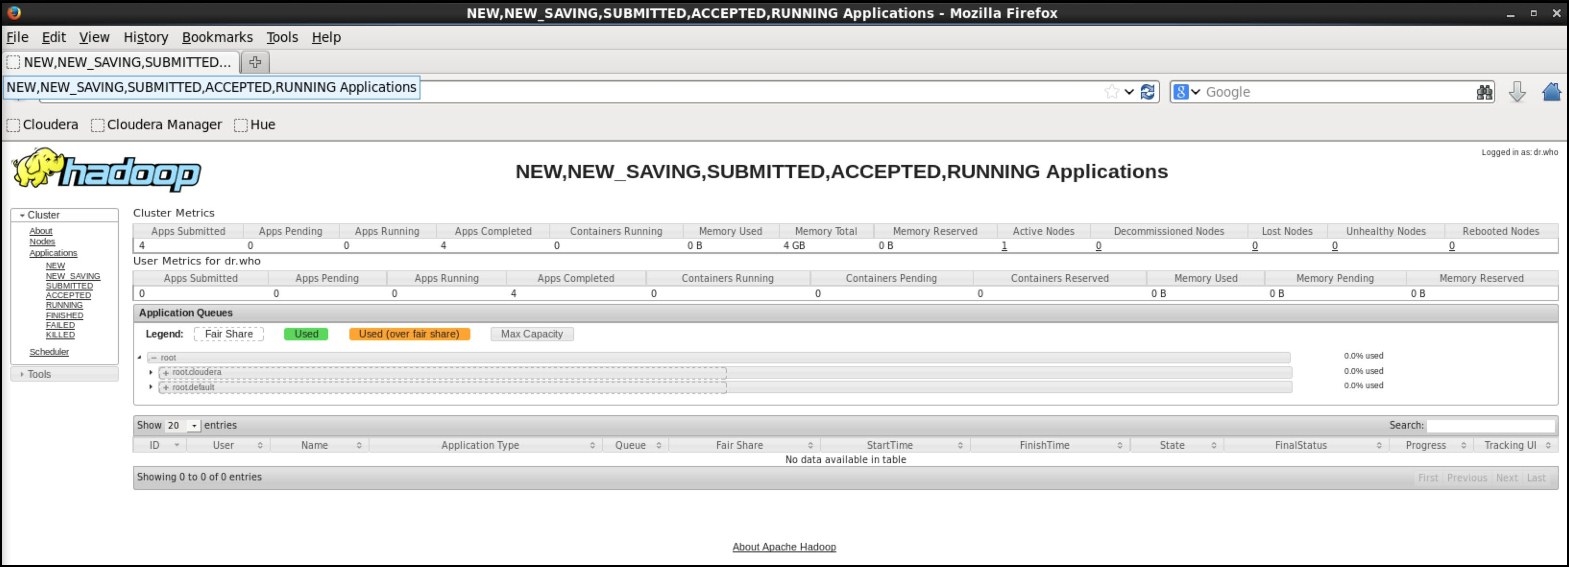 NEW,NEW_SAVING,SUBMITTED,ACCEPTED,RUNNING Applications - Mozilla Firefox
File Edit View History Bookmarks Tools Help
NEW,NEW_SAVING,SUBMITTED...
NEW,NEW_SAVING,SUBMITTED,ACCEPTED,RUNNING Applications
8 Google
Cloudera Cloudera Manager Hue
hadoop
NEW,NEW_SAVING,SUBMITTED,ACCEPTED,RUNNING Applications
Logged in as: dr.who
Cluster
About
Nodes
Applications
NEW
NEW_SAVING
SUBMITTED
ACCEPTED
RUNNING
FINISHED
FAILED
KILLED
Scheduler
Tools
Cluster Metrics
Apps Submitted Apps Pending Apps Running Apps Completed Containers Running Memory Used Memory Total Memory Reserved Active Nodes Decommissioned Nodes Lost Nodes Unhealthy Nodes Rebooted Nodes
4 0 0 4 0 0 B 4 GB 0 B 1 0 0 0 0
User Metrics for dr.who
Apps Submitted Apps Pending Apps Running Apps Completed Containers Running Containers Pending Containers Reserved Memory Used Memory Pending Memory Reserved
0 0 0 4 0 0 0 0 B 0 B 0 B
Application Queues
Legend: Fair Share Used Used (over fair share) Max Capacity
− root 0.0% used
+ root.cloudera 0.0% used
+ root.default 0.0% used
Show 20 entries Search:
ID User Name Application Type Queue Fair Share StartTime FinishTime State FinalStatus Progress Tracking UI
No data available in table
Showing 0 to 0 of 0 entries First Previous Next Last
About Apache Hadoop